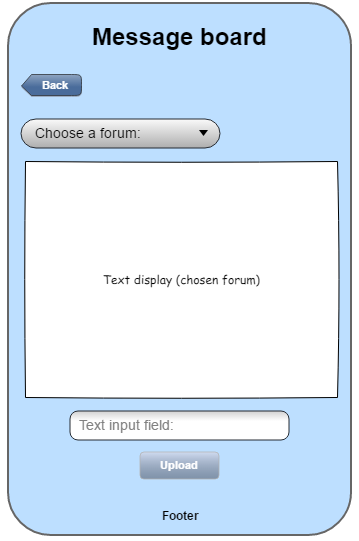 Message board
Back
Choose a forum:
Text display (chosen forum)
Text input field:
Upload
Footer